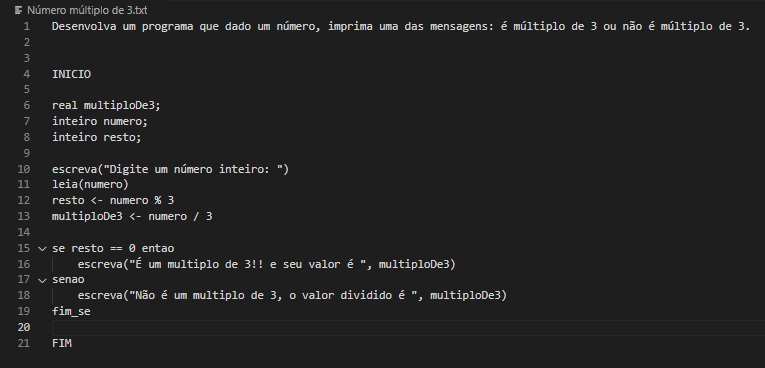 Número múltiplo de 3.txt
1 Desenvolva um programa que dado um número, imprima uma das mensagens: é múltiplo de 3 ou não é múltiplo de 3.
2
3
4 INICIO
5
6 real multiploDe3;
7 inteiro numero;
8 inteiro resto;
9
10 escreva("Digite um número inteiro: ")
11 leia(numero)
12 resto <- numero % 3
13 multiploDe3 <- numero / 3
14
15 se resto == 0 entao
16 escreva("É um multiplo de 3!! e seu valor é ", multiploDe3)
17 senao
18 escreva("Não é um multiplo de 3, o valor dividido é ", multiploDe3)
19 fim_se
20
21 FIM